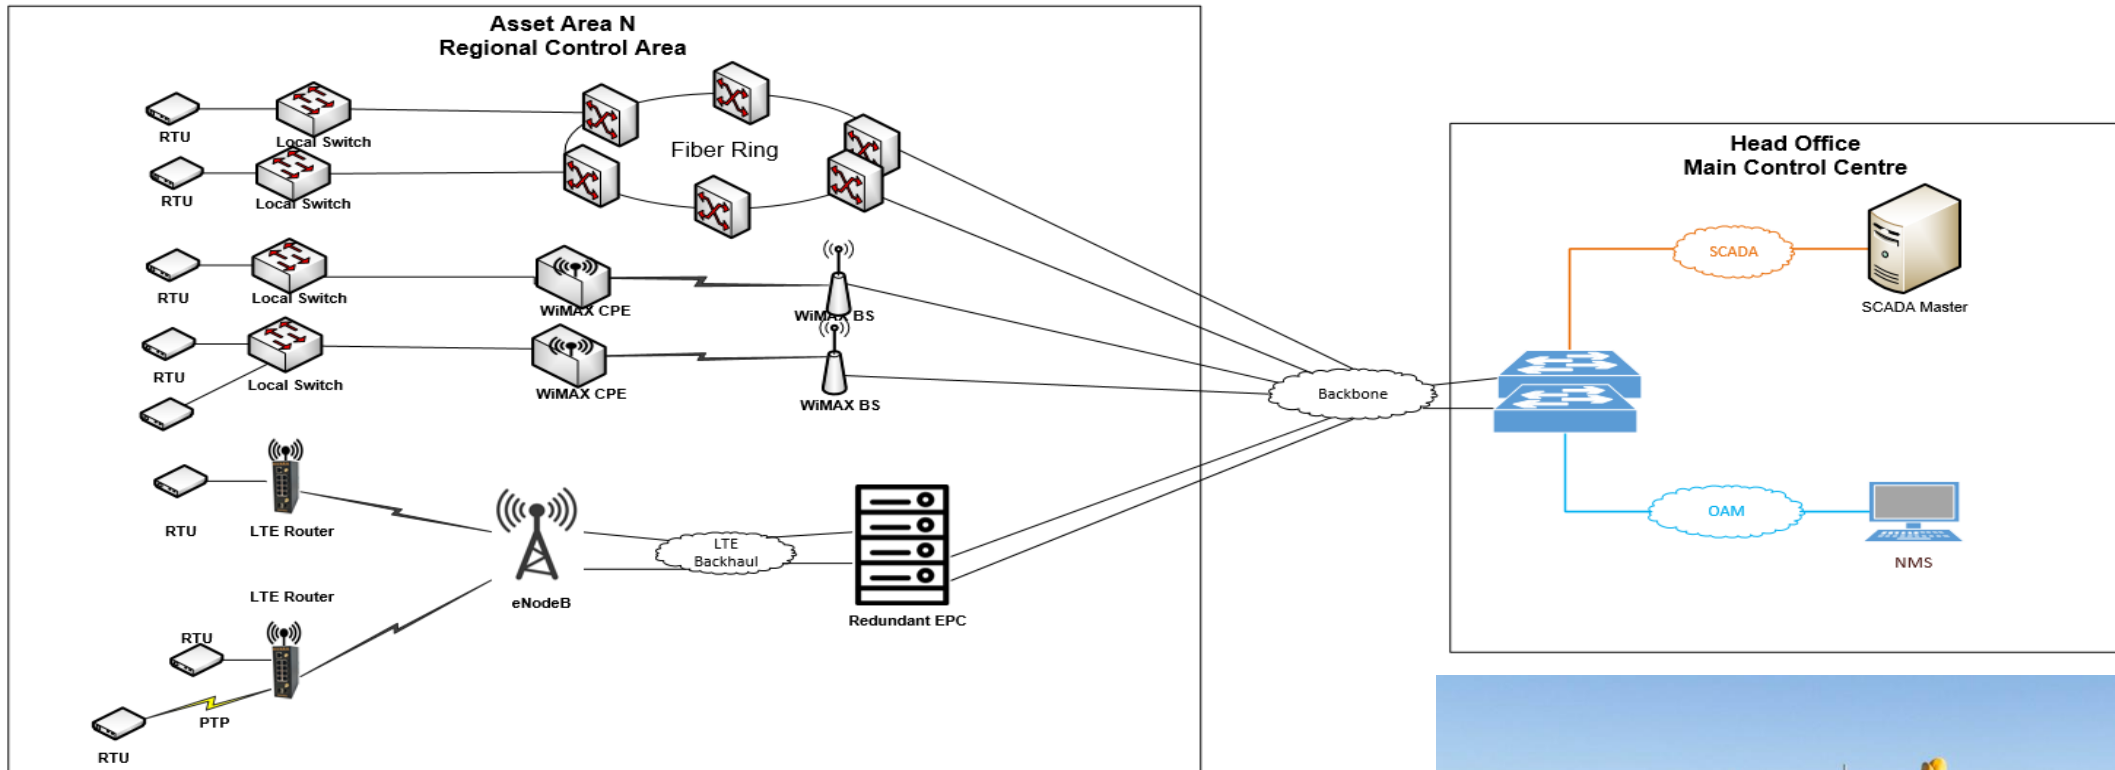 Asset Area N
Regional Control Area
RTU
Local Switch
Fiber Ring
RTU
Local Switch
RTU
Local Switch
WiMAX CPE
WiMAX BS
RTU
Local Switch
WiMAX CPE
WiMAX BS
RTU
LTE Router
LTE
Backhaul
eNodeB
Redundant EPC
LTE Router
RTU
PTP
RTU
Backbone
Head Office
Main Control Centre
SCADA
SCADA Master
OAM
NMS